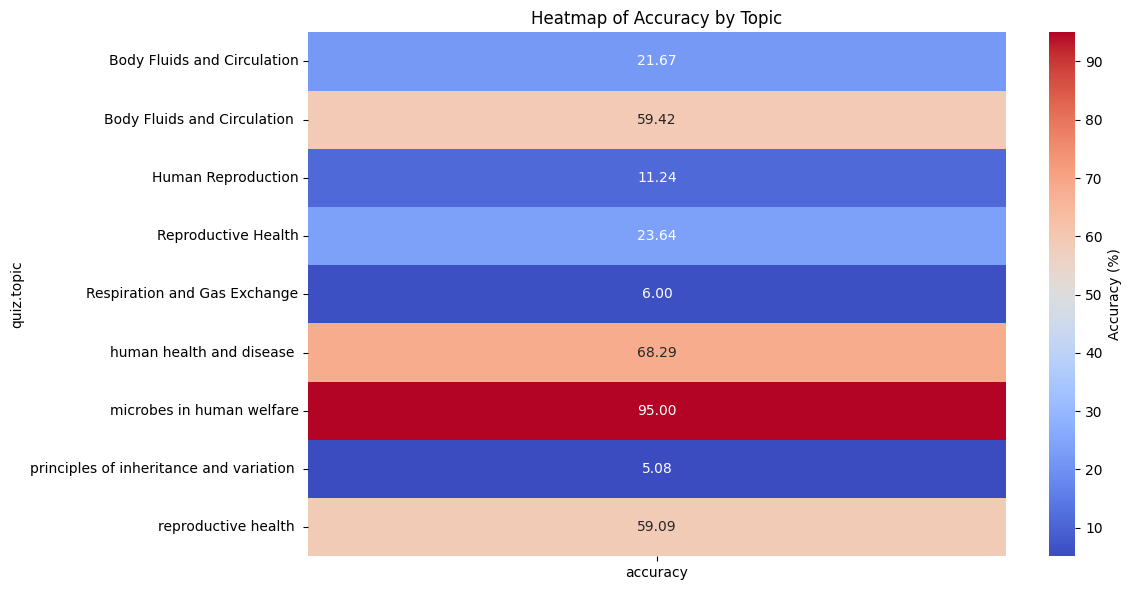 Heatmap of Accuracy by Topic
Body Fluids and Circulation 21.67
Body Fluids and Circulation 59.42
Human Reproduction 11.24
Reproductive Health 23.64
Respiration and Gas Exchange 6.00
human health and disease 68.29
microbes in human welfare 95.00
principles of inheritance and variation 5.08
reproductive health 59.09
accuracy
quiz.topic
90
80
70
60
50
40
30
20
10
Accuracy (%)